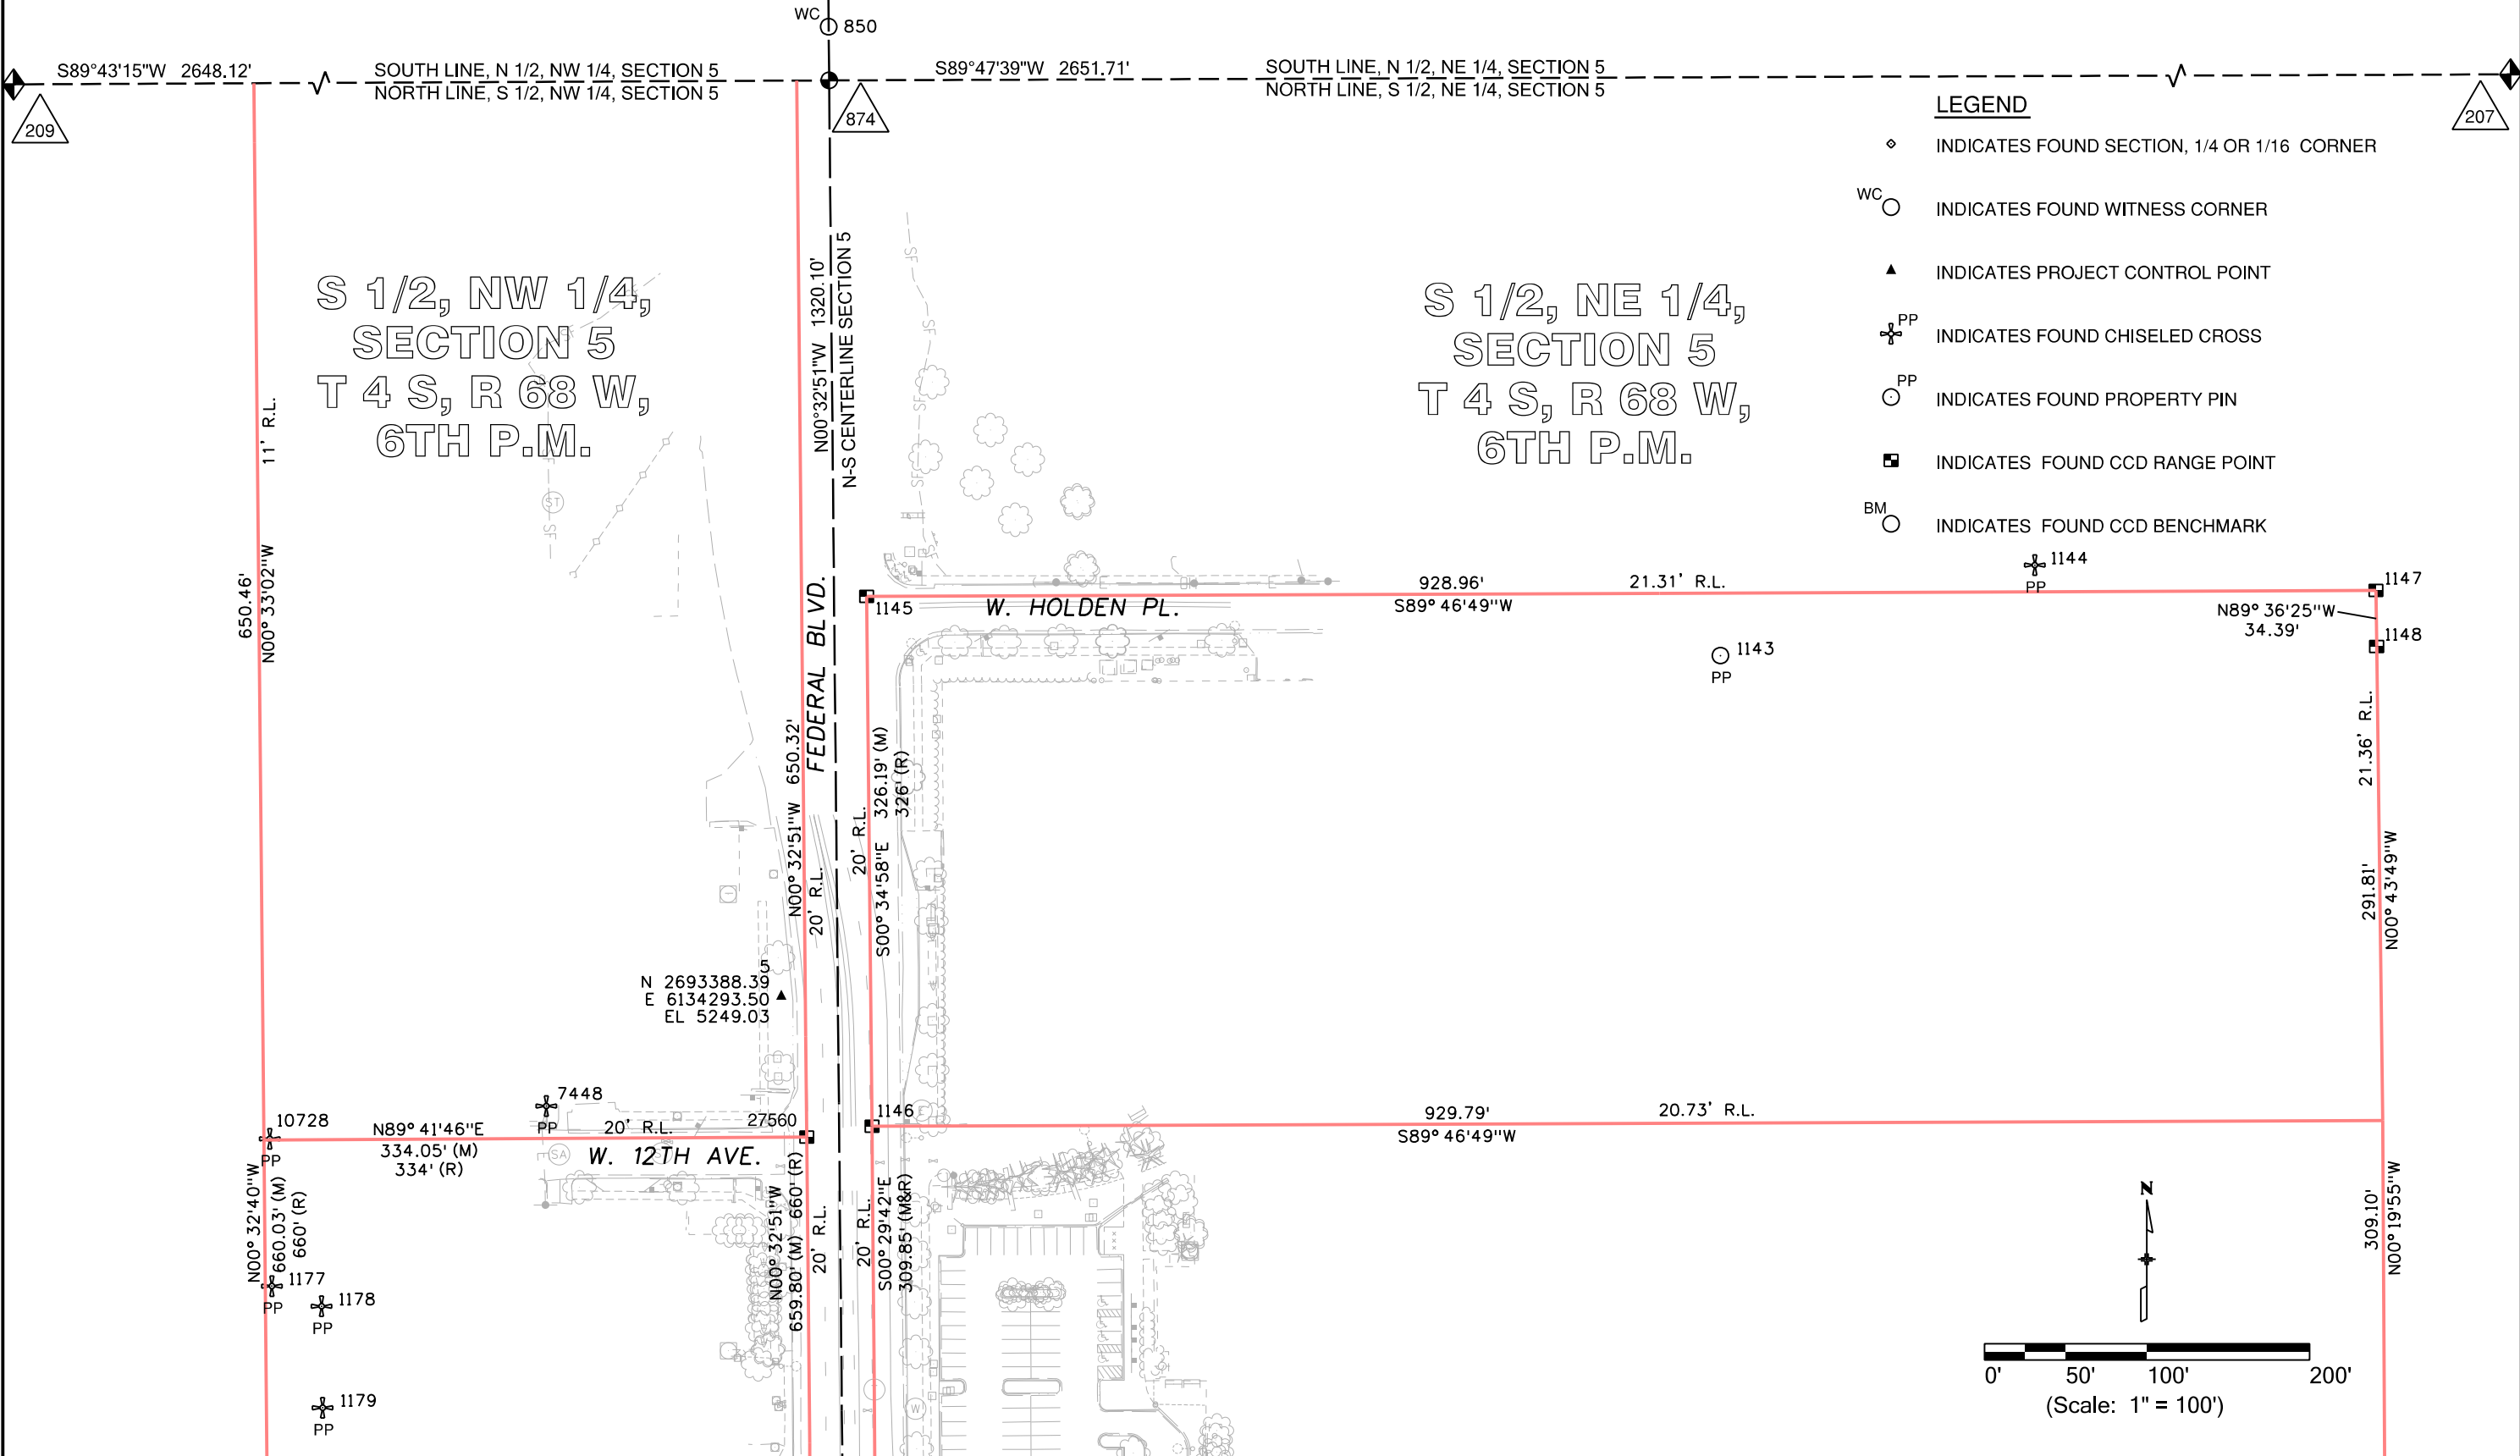 WC
850
S89°43'15"W 2648.12'
SOUTH LINE, N 1/2, NW 1/4, SECTION 5
NORTH LINE, S 1/2, NW 1/4, SECTION 5
S89°47'39"W 2651.71'
SOUTH LINE, N 1/2, NE 1/4, SECTION 5
NORTH LINE, S 1/2, NE 1/4, SECTION 5
209
874
207
LEGEND
INDICATES FOUND SECTION, 1/4 OR 1/16 CORNER
WC
INDICATES FOUND WITNESS CORNER
INDICATES PROJECT CONTROL POINT
PP
INDICATES FOUND CHISELED CROSS
PP
INDICATES FOUND PROPERTY PIN
INDICATES FOUND CCD RANGE POINT
BM
INDICATES FOUND CCD BENCHMARK
S 1/2, NW 1/4,
SECTION 5
T 4 S, R 68 W,
6TH P.M.
S 1/2, NE 1/4,
SECTION 5
T 4 S, R 68 W,
6TH P.M.
N00°32'51"W 1320.10'
N-S CENTERLINE SECTION 5
11' R.L.
650.46'
N00°33'02"W
SF
SF
SF
SF
SF
SF
ST
FEDERAL BLVD.
N00°32'51"W 650.32'
20' R.L.
1145
W. HOLDEN PL.
928.96'
S89°46'49"W
21.31' R.L.
1144
PP
1147
N89°36'25"W
34.39'
1148
1143
PP
20' R.L.
S00°34'58"E 326.19' (M)
326' (R)
21.36' R.L.
291.81'
N00°43'49"W
5
N 2693388.39
E 6134293.50
EL 5249.03
10728
PP
N89°41'46"E
334.05' (M)
334' (R)
7448
PP
20' R.L.
27560
W. 12TH AVE.
SA
1146
929.79'
S89°46'49"W
20.73' R.L.
N00°32'40"W
660.03' (M)
660' (R)
1177
PP
1178
PP
1179
PP
N00°32'51"W
659.80' (M) 660' (R)
20' R.L.
20' R.L.
S00°29'42"E
309.85' (M&R)
W
309.10'
N00°19'55"W
N
0' 50' 100' 200'
(Scale: 1" = 100')